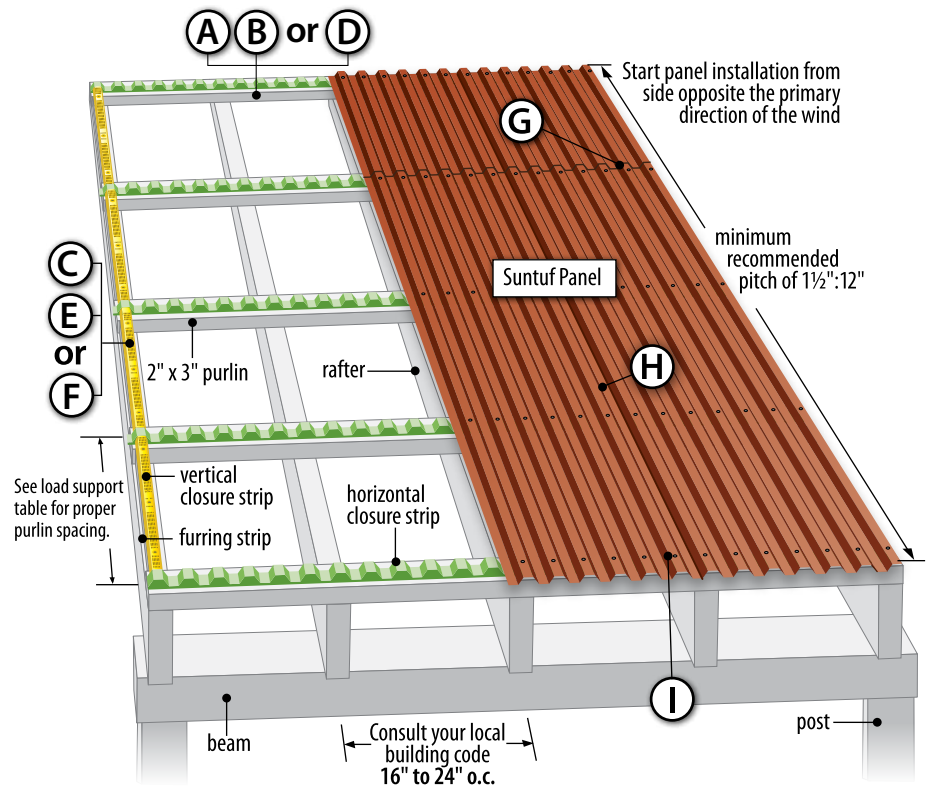 A B or D
Start panel installation from
side opposite the primary
direction of the wind
G
minimum
recommended
pitch of 1½":12"
C
E
or
F
Suntuf Panel
H
2" x 3" purlin
rafter
See load support
table for proper
purlin spacing.
vertical
closure strip
furring strip
horizontal
closure strip
I
beam
Consult your local
building code
16" to 24" o.c.
post